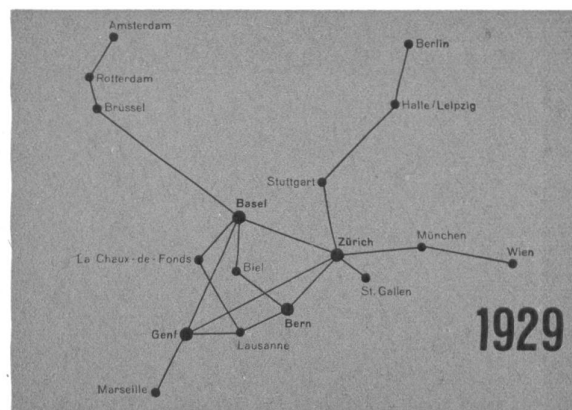 Amsterdam
Berlin
Rotterdam
Halle/Leipzig
Brüssel
Stuttgart
Basel
Zürich
München
Wien
La Chaux-de-Fonds
Biel
St. Gallen
Bern
1929
Genf
Lausanne
Marseille